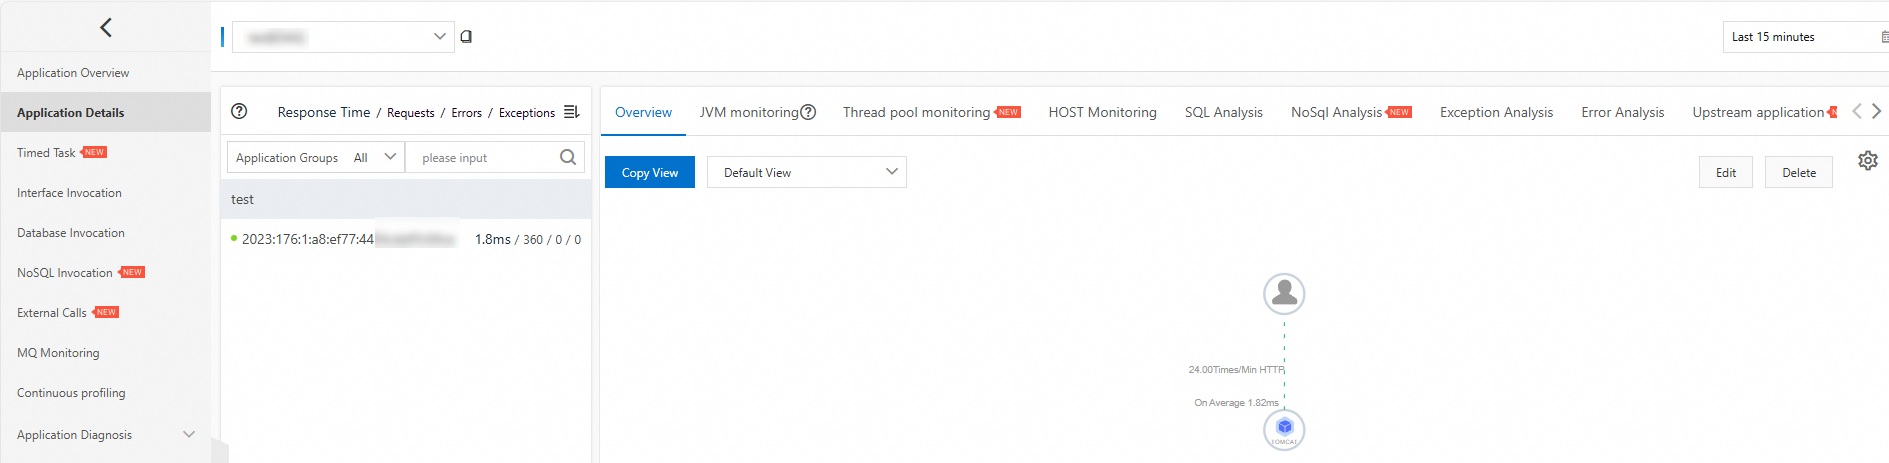 Last 15 minutes
Application Overview
Application Details
Timed Task NEW
Interface Invocation
Database Invocation
NoSQL Invocation NEW
External Calls NEW
MQ Monitoring
Continuous profiling
Application Diagnosis
Response Time / Requests / Errors / Exceptions
Application Groups All please input
test
2023:176:1:a8:ef77:44 1.8ms / 360 / 0 / 0
Overview JVM monitoring Thread pool monitoring NEW HOST Monitoring SQL Analysis NoSql Analysis NEW Exception Analysis Error Analysis Upstream application
Copy View Default View Edit Delete
24.00Times/Min HTTP
On Average 1.82ms
TOMCAT